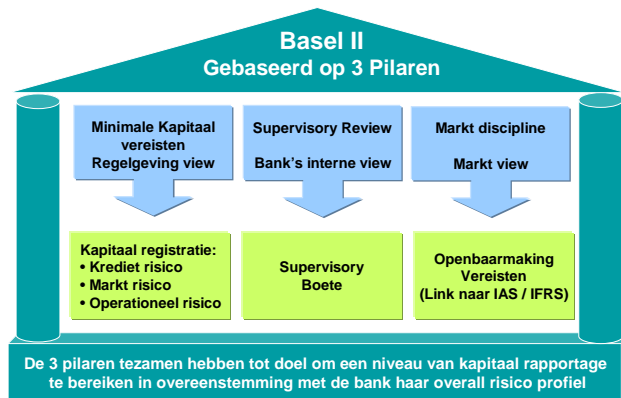 Basel II
Gebaseerd op 3 Pilaren
Minimale Kapitaal
vereisten
Regelgeving view
Supervisory Review
Bank's interne view
Markt discipline
Markt view
Kapitaal registratie:
• Krediet risico
• Markt risico
• Operationeel risico
Supervisory
Boete
Openbaarmaking
Vereisten
(Link naar IAS / IFRS)
De 3 pilaren tezamen hebben tot doel om een niveau van kapitaal rapportage
te bereiken in overeenstemming met de bank haar overall risico profiel